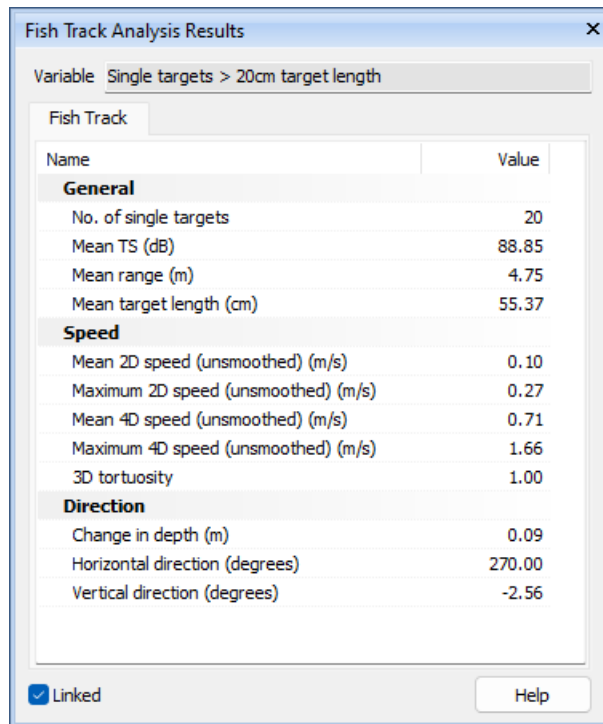 Fish Track Analysis Results
Variable Single targets > 20cm target length
Fish Track
Name Value
General
No. of single targets 20
Mean TS (dB) 88.85
Mean range (m) 4.75
Mean target length (cm) 55.37
Speed
Mean 2D speed (unsmoothed) (m/s) 0.10
Maximum 2D speed (unsmoothed) (m/s) 0.27
Mean 4D speed (unsmoothed) (m/s) 0.71
Maximum 4D speed (unsmoothed) (m/s) 1.66
3D tortuosity 1.00
Direction
Change in depth (m) 0.09
Horizontal direction (degrees) 270.00
Vertical direction (degrees) -2.56
Linked Help